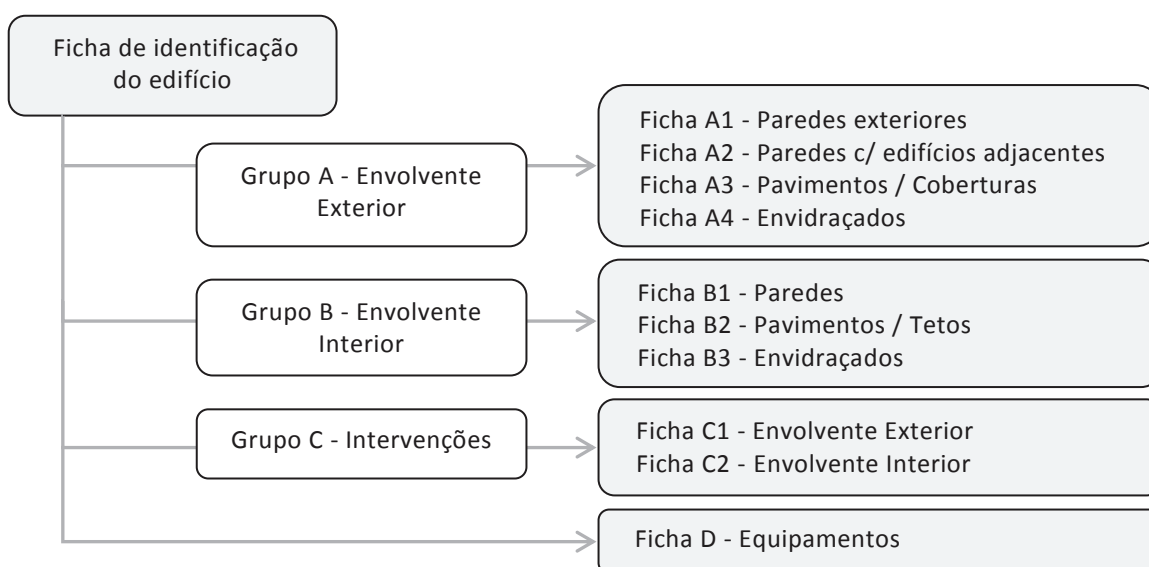 Ficha de identificação
do edifício
Grupo A - Envolvente
Exterior
Ficha A1 - Paredes exteriores
Ficha A2 - Paredes c/ edifícios adjacentes
Ficha A3 - Pavimentos / Coberturas
Ficha A4 - Envidraçados
Grupo B - Envolvente
Interior
Ficha B1 - Paredes
Ficha B2 - Pavimentos / Tetos
Ficha B3 - Envidraçados
Grupo C - Intervenções
Ficha C1 - Envolvente Exterior
Ficha C2 - Envolvente Interior
Ficha D - Equipamentos